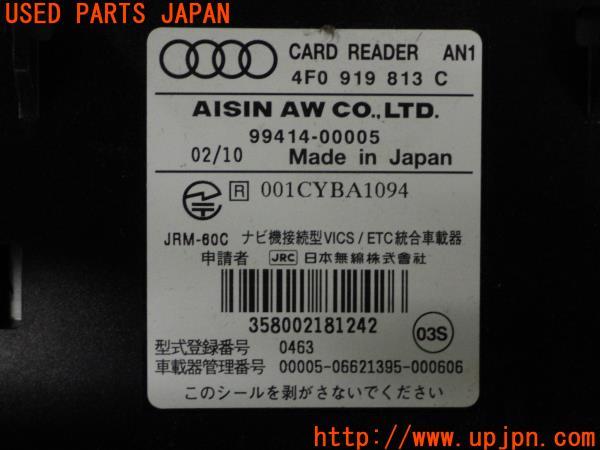 USED PARTS JAPAN
CARD READER AN1
4F0 919 813 C
AISIN AW CO.,LTD.
99414-00005
02/10 Made in Japan
R 001CYBA1094
JRM-60C ナビ機接続型VICS/ETC統合車載器
申請者 JRC 日本無線株式會社
358002181242
03S
型式登録番号 0463
車載器管理番号 00005-06621395-000606
このシールを剥がさないでください
http://www.upjpn.com